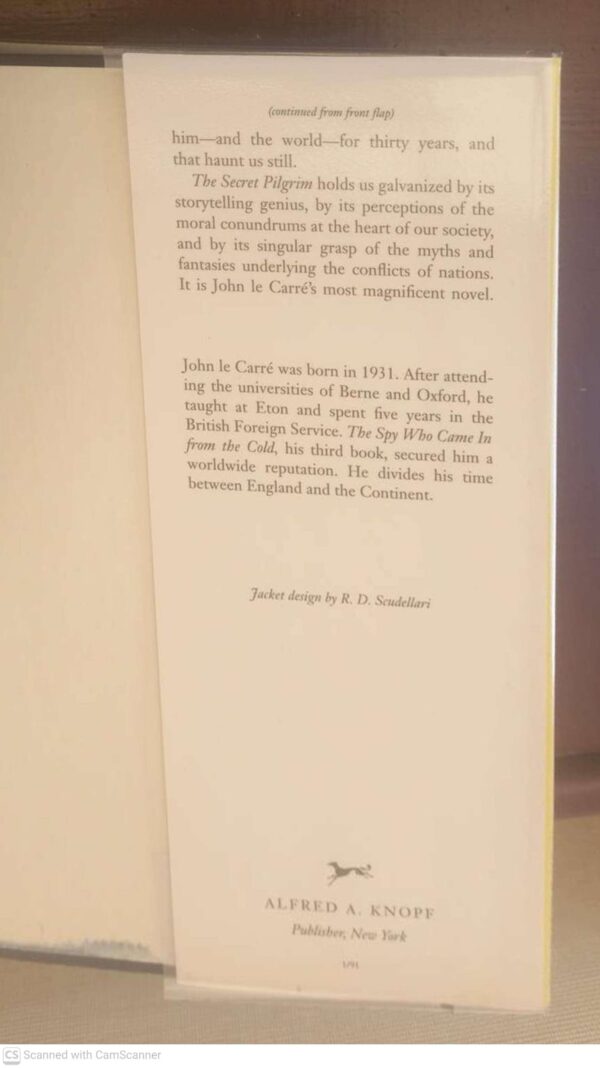 (continued from front flap)
him—and the world—for thirty years, and
that haunt us still.
The Secret Pilgrim holds us galvanized by its
storytelling genius, by its perceptions of the
moral conundrums at the heart of our society,
and by its singular grasp of the myths and
fantasies underlying the conflicts of nations.
It is John le Carré's most magnificent novel.
John le Carré was born in 1931. After attend-
ing the universities of Berne and Oxford, he
taught at Eton and spent five years in the
British Foreign Service. The Spy Who Came In
from the Cold, his third book, secured him a
worldwide reputation. He divides his time
between England and the Continent.
Jacket design by R. D. Scudellari
ALFRED A. KNOPF
Publisher, New York
1/91
CS Scanned with CamScanner